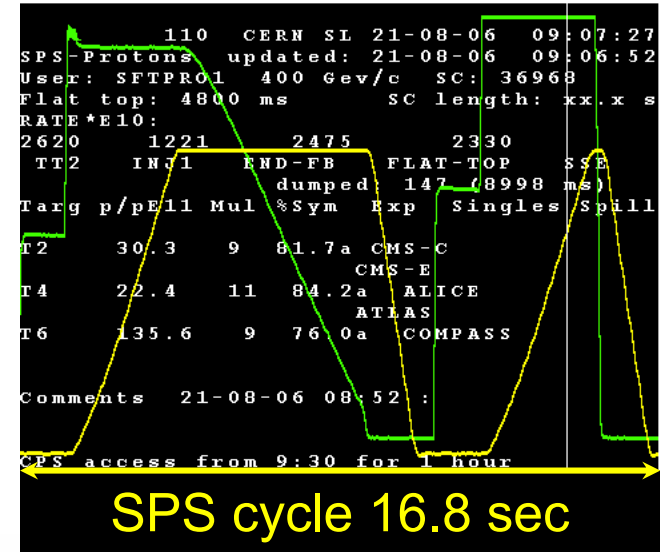 110 CERN SL 21-08-06 09:07:27
SPS-Protons updated: 21-08-06 09:06:52
User: SFTPRO1 400 Gev/c SC: 36968
Flat top: 4800 ms SC length: xx.x s
RATE*E10:
2620 1221 2475 2330
TT2 INJ1 END-FB FLAT-TOP SSE
dumped 147 (8998 ms)
Targ p/pE11 Mul %Sym Exp Singles Spill
T2 30.3 9 81.7a CMS-C
CMS-E
T4 22.4 11 84.2a ALICE
ATLAS
T6 135.6 9 76.0a COMPASS
Comments 21-08-06 08:52 :
CPS access from 9:30 for 1 hour
SPS cycle 16.8 sec